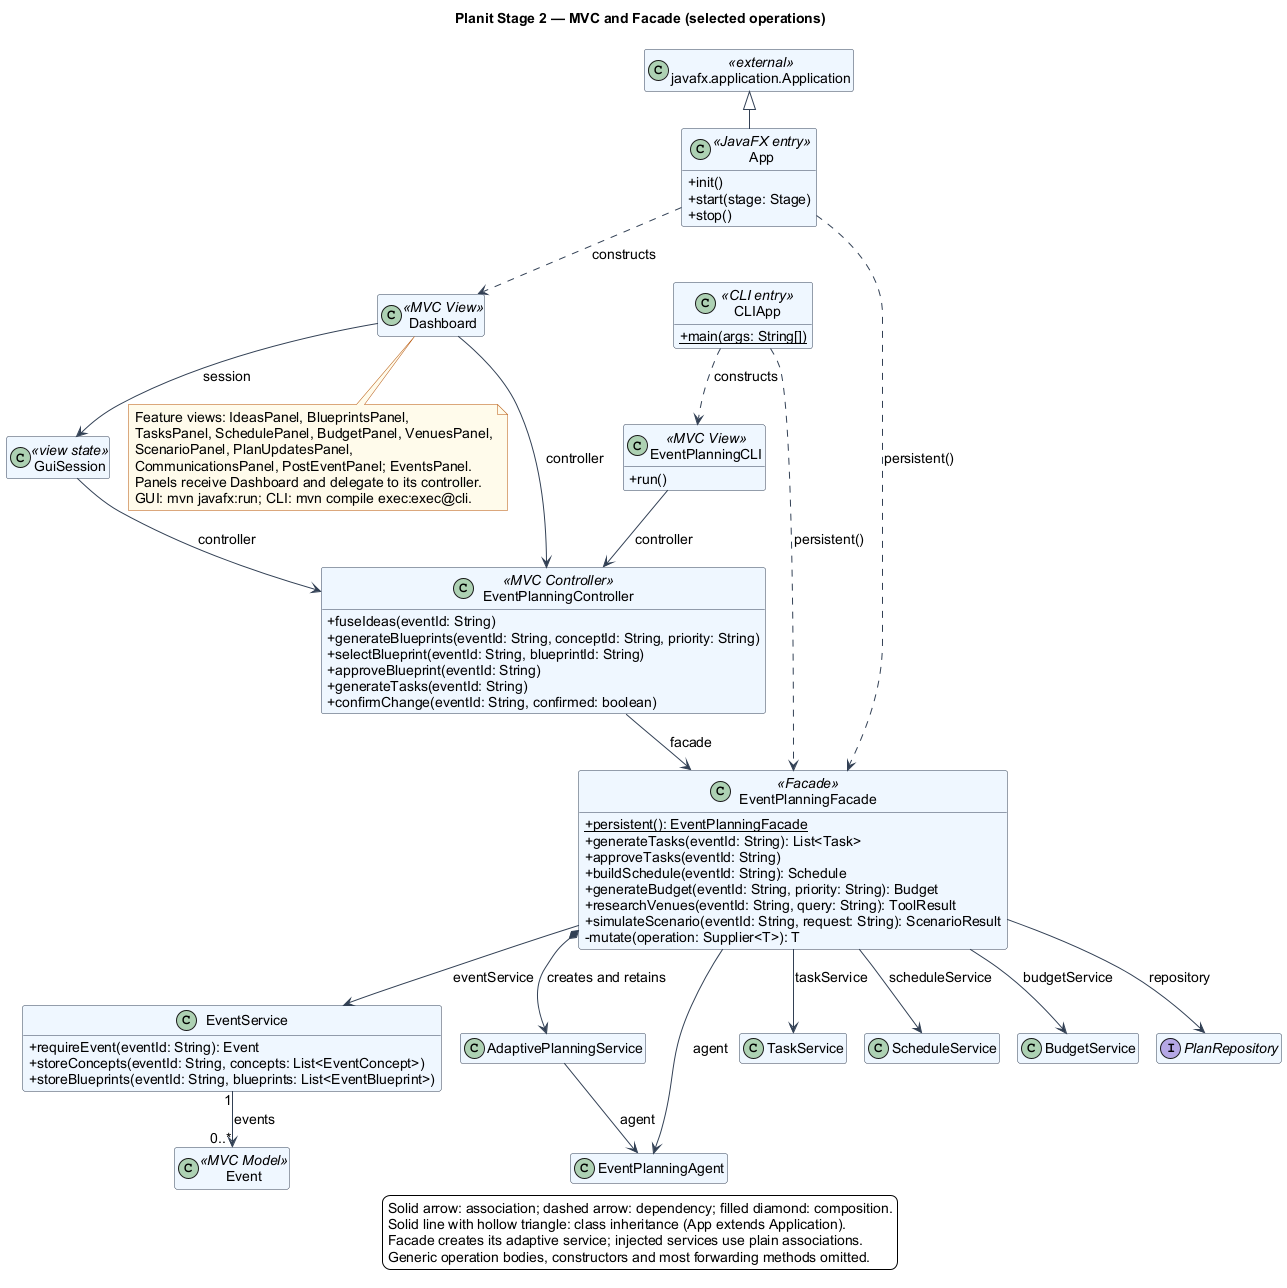 Planit Stage 2 — MVC and Facade (selected operations)
C
«external»
javafx.application.Application
C
«JavaFX entry»
App
+init()
+start(stage: Stage)
+stop()
constructs
C
«MVC View»
Dashboard
C
«CLI entry»
CLIApp
+main(args: String[])
session
constructs
Feature views: IdeasPanel, BlueprintsPanel,
TasksPanel, SchedulePanel, BudgetPanel, VenuesPanel,
ScenarioPanel, PlanUpdatesPanel,
CommunicationsPanel, PostEventPanel; EventsPanel.
Panels receive Dashboard and delegate to its controller.
GUI: mvn javafx:run; CLI: mvn compile exec:exec@cli.
C
«view state»
GuiSession
controller
C
«MVC View»
EventPlanningCLI
+run()
persistent()
controller
controller
persistent()
C
«MVC Controller»
EventPlanningController
+fuseIdeas(eventId: String)
+generateBlueprints(eventId: String, conceptId: String, priority: String)
+selectBlueprint(eventId: String, blueprintId: String)
+approveBlueprint(eventId: String)
+generateTasks(eventId: String)
+confirmChange(eventId: String, confirmed: boolean)
facade
C
«Facade»
EventPlanningFacade
+persistent(): EventPlanningFacade
+generateTasks(eventId: String): List<Task>
+approveTasks(eventId: String)
+buildSchedule(eventId: String): Schedule
+generateBudget(eventId: String, priority: String): Budget
+researchVenues(eventId: String, query: String): ToolResult
+simulateScenario(eventId: String, request: String): ScenarioResult
-mutate(operation: Supplier<T>): T
eventService
creates and retains
taskService
scheduleService
budgetService
repository
C
EventService
+requireEvent(eventId: String): Event
+storeConcepts(eventId: String, concepts: List<EventConcept>)
+storeBlueprints(eventId: String, blueprints: List<EventBlueprint>)
C
AdaptivePlanningService
agent
C
TaskService
C
ScheduleService
C
BudgetService
I
PlanRepository
1
events
0..*
agent
C
«MVC Model»
Event
C
EventPlanningAgent
Solid arrow: association; dashed arrow: dependency; filled diamond: composition.
Solid line with hollow triangle: class inheritance (App extends Application).
Facade creates its adaptive service; injected services use plain associations.
Generic operation bodies, constructors and most forwarding methods omitted.